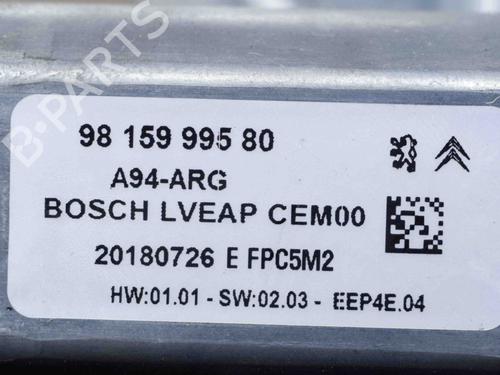 B-PARTS
98 159 995 80
A94-ARG
BOSCH LVEAP CEM00
20180726 E FPC5M2
HW:01.01 - SW:02.03 - EEP4E.04